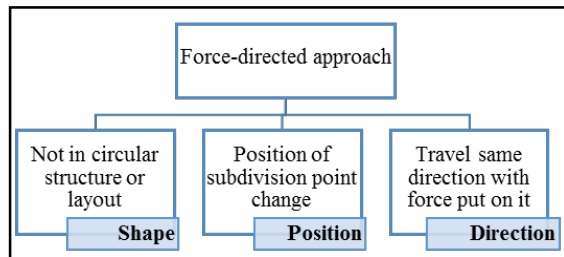 Force-directed approach
Not in circular
structure or
layout
Shape
Position of
subdivision point
change
Position
Travel same
direction with
force put on it
Direction